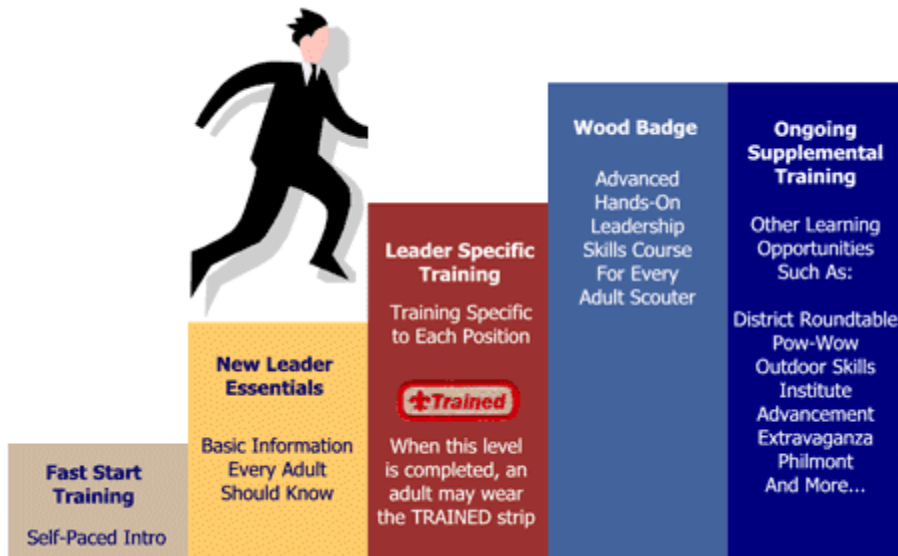 Fast Start
Training
Self-Paced Intro
New Leader
Essentials
Basic Information
Every Adult
Should Know
Leader Specific
Training
Training Specific
to Each Position
Trained
When this level
is completed, an
adult may wear
the TRAINED strip
Wood Badge
Advanced
Hands-On
Leadership
Skills Course
For Every
Adult Scouter
Ongoing
Supplemental
Training
Other Learning
Opportunities
Such As:
District Roundtable
Pow-Wow
Outdoor Skills
Institute
Advancement
Extravaganza
Philmont
And More...